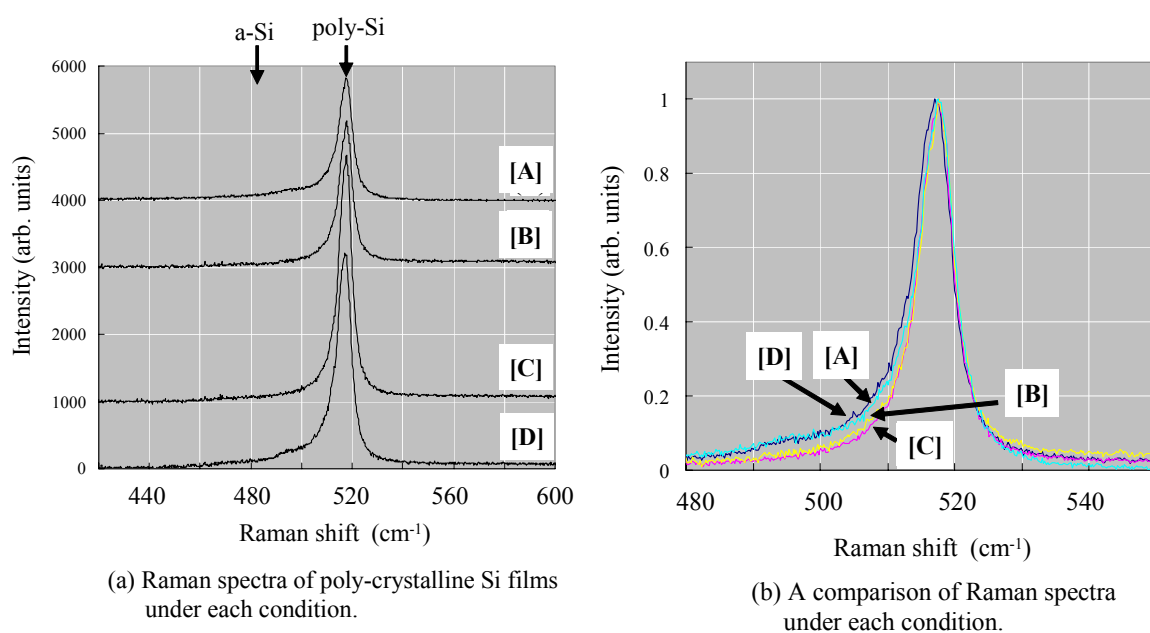 a-Si
poly-Si
6000
5000
4000
3000
2000
1000
0
Intensity (arb. units)
[A]
[B]
[C]
[D]
440
480
520
560
600
Raman shift (cm-1)
(a) Raman spectra of poly-crystalline Si films
under each condition.
1
0.8
0.6
0.4
0.2
0
Intensity (arb. units)
[D]
[A]
[B]
[C]
480
500
520
540
Raman shift (cm-1)
(b) A comparison of Raman spectra
under each condition.